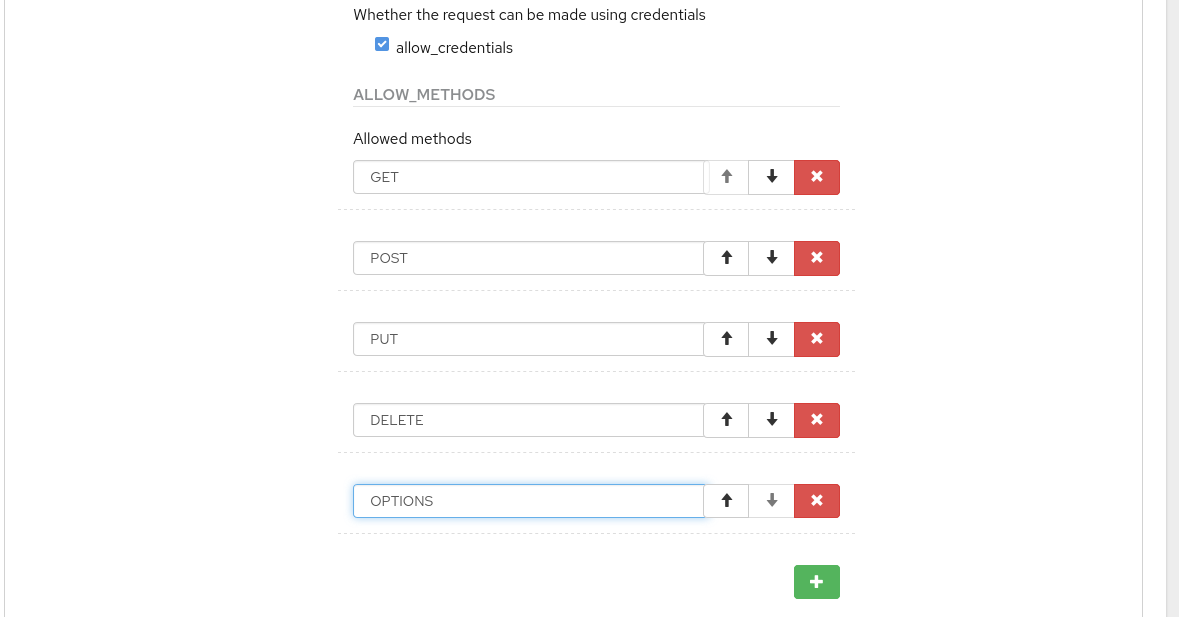 Whether the request can be made using credentials
allow_credentials
ALLOW_METHODS
Allowed methods
GET
POST
PUT
DELETE
OPTIONS